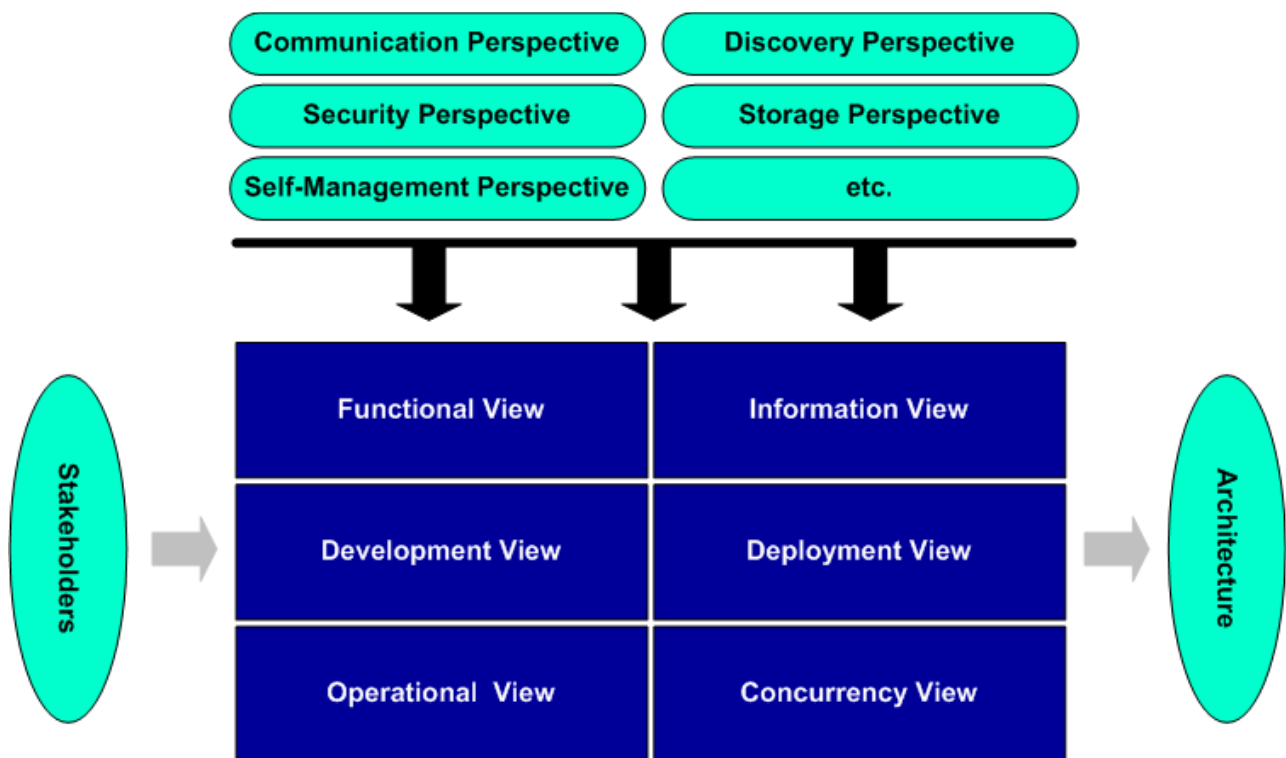 Communication Perspective
Discovery Perspective
Security Perspective
Storage Perspective
Self-Management Perspective
etc.
Stakeholders
Functional View
Information View
Development View
Deployment View
Operational  View
Concurrency View
Architecture